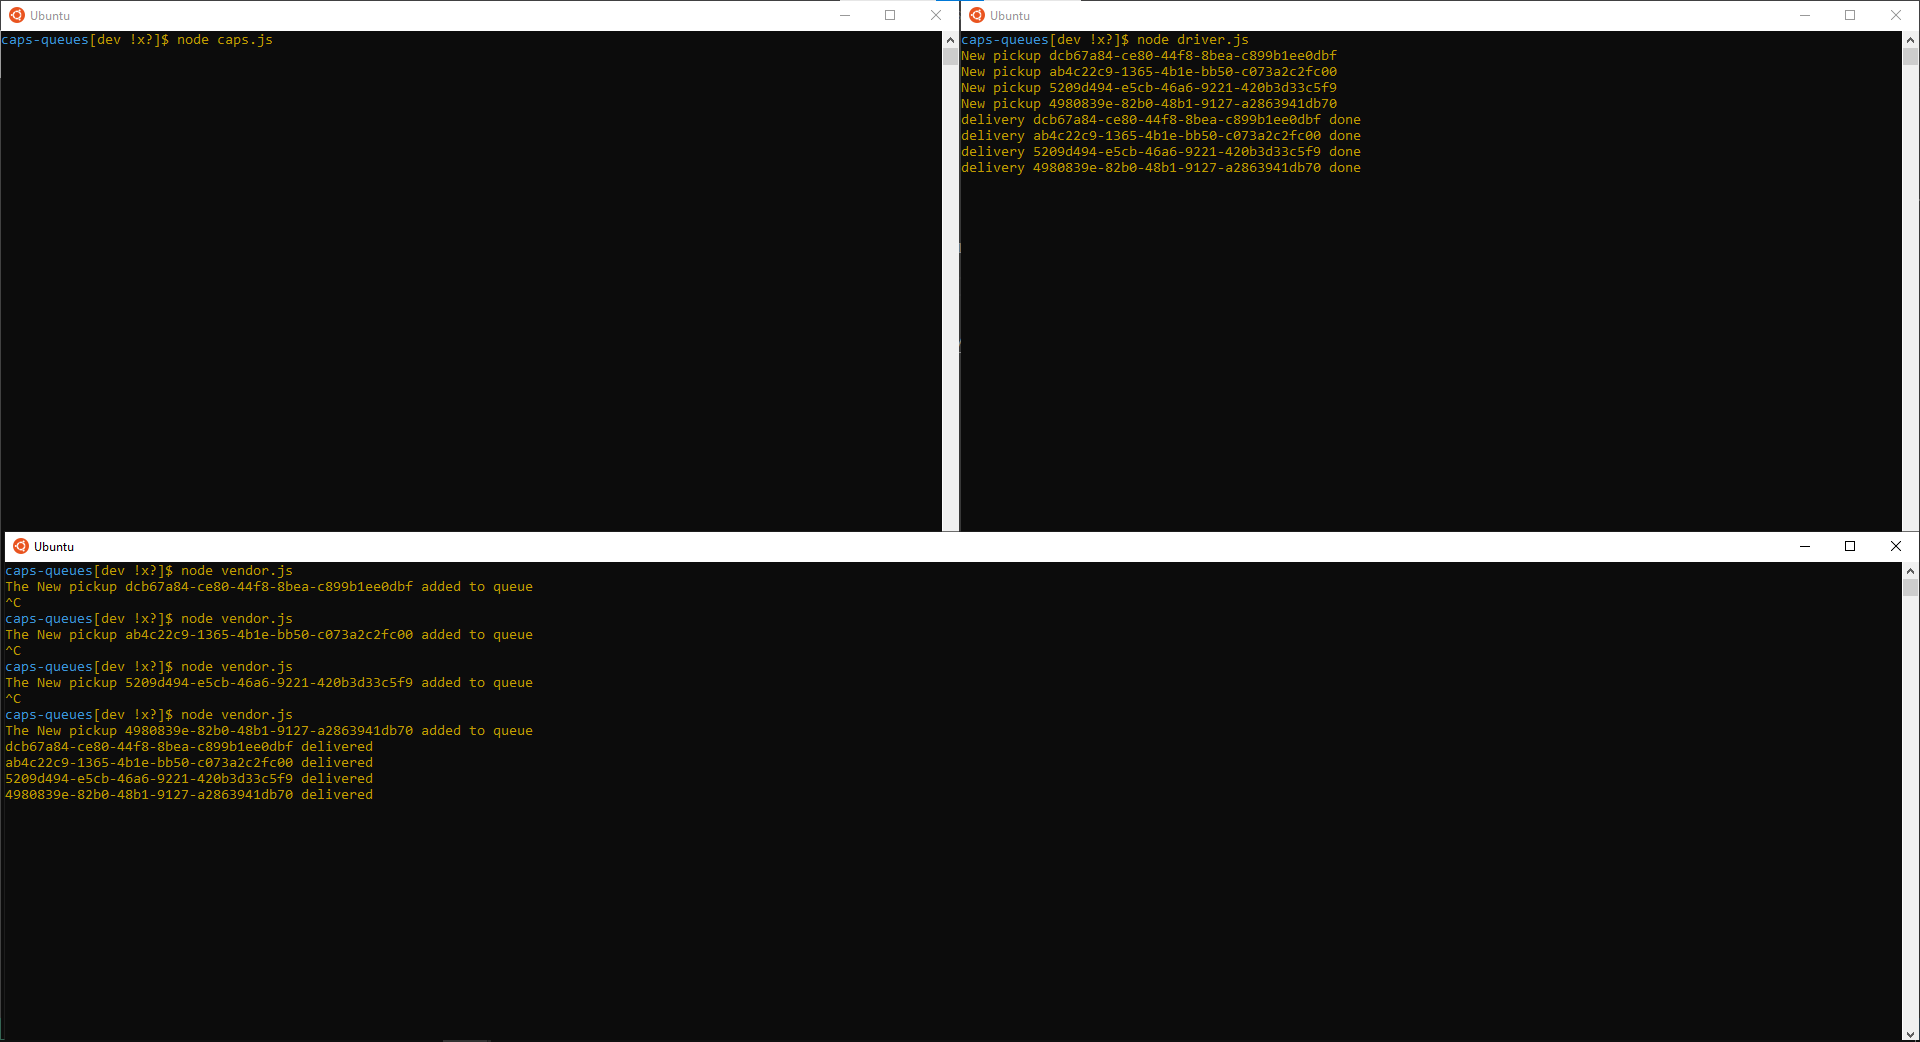 Ubuntu
caps-queues[dev !x?]$ node caps.js
Ubuntu
caps-queues[dev !x?]$ node driver.js
New pickup dcb67a84-ce80-44f8-8bea-c899b1ee0dbf
New pickup ab4c22c9-1365-4b1e-bb50-c073a2c2fc00
New pickup 5209d494-e5cb-46a6-9221-420b3d33c5f9
New pickup 4980839e-82b0-48b1-9127-a2863941db70
delivery dcb67a84-ce80-44f8-8bea-c899b1ee0dbf done
delivery ab4c22c9-1365-4b1e-bb50-c073a2c2fc00 done
delivery 5209d494-e5cb-46a6-9221-420b3d33c5f9 done
delivery 4980839e-82b0-48b1-9127-a2863941db70 done
Ubuntu
caps-queues[dev !x?]$ node vendor.js
The New pickup dcb67a84-ce80-44f8-8bea-c899b1ee0dbf added to queue
^C
caps-queues[dev !x?]$ node vendor.js
The New pickup ab4c22c9-1365-4b1e-bb50-c073a2c2fc00 added to queue
^C
caps-queues[dev !x?]$ node vendor.js
The New pickup 5209d494-e5cb-46a6-9221-420b3d33c5f9 added to queue
^C
caps-queues[dev !x?]$ node vendor.js
The New pickup 4980839e-82b0-48b1-9127-a2863941db70 added to queue
dcb67a84-ce80-44f8-8bea-c899b1ee0dbf delivered
ab4c22c9-1365-4b1e-bb50-c073a2c2fc00 delivered
5209d494-e5cb-46a6-9221-420b3d33c5f9 delivered
4980839e-82b0-48b1-9127-a2863941db70 delivered